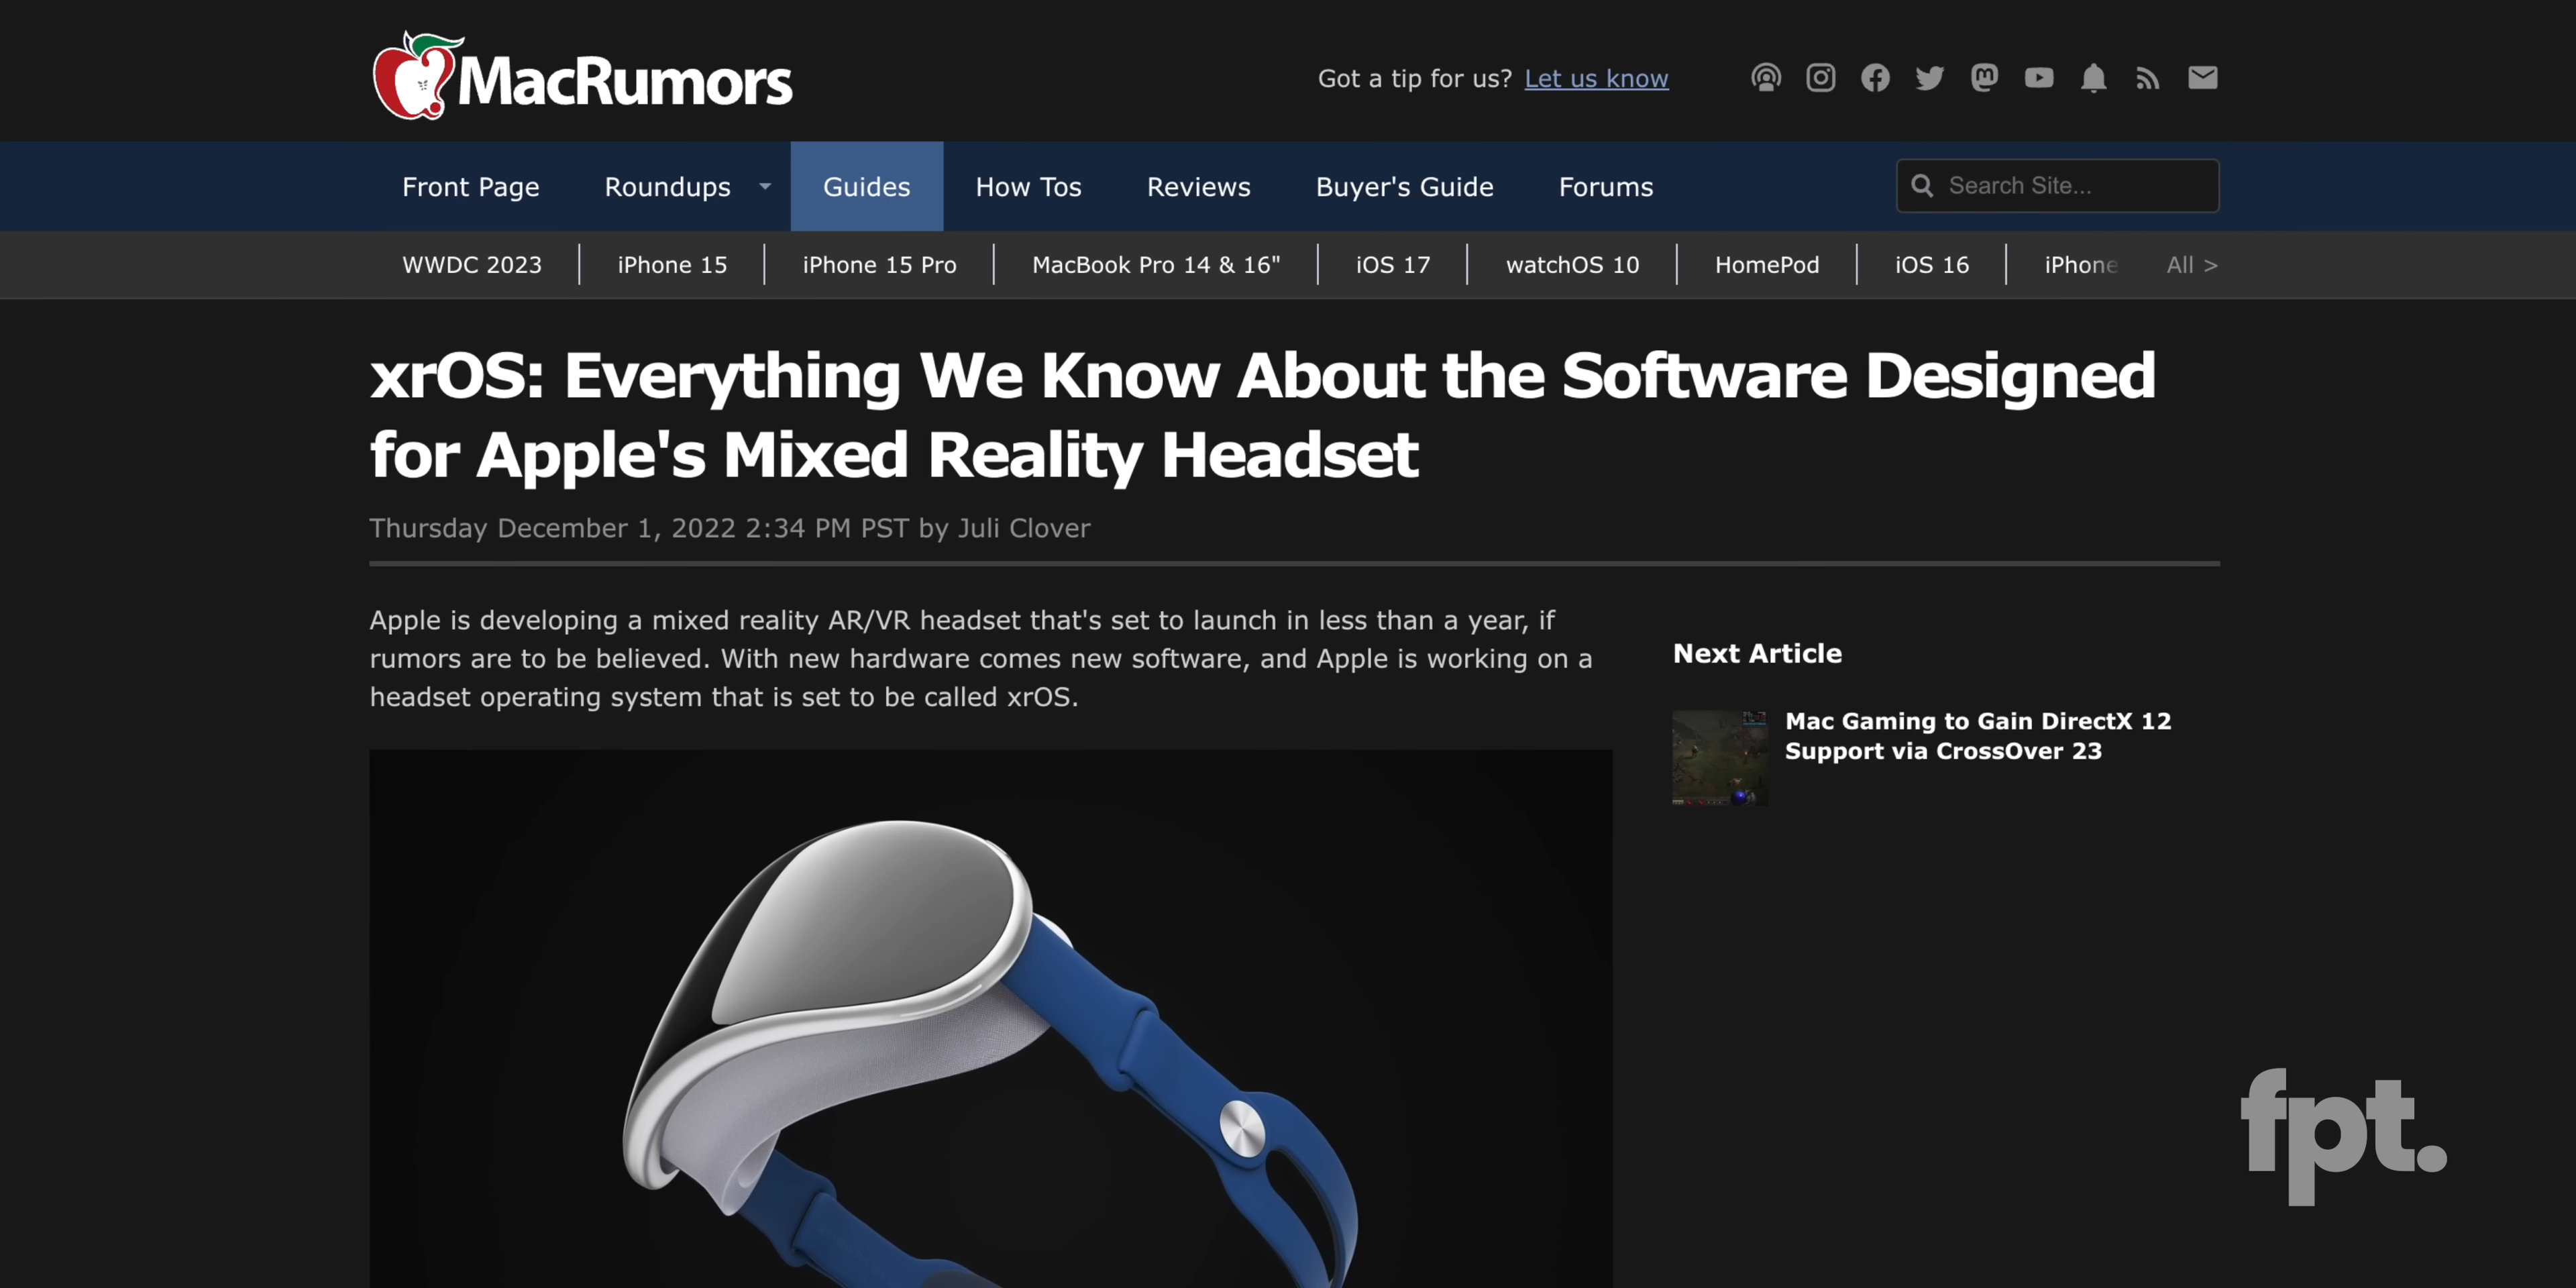 MacRumors
Got a tip for us? Let us know
Front Page Roundups Guides How Tos Reviews Buyer's Guide Forums Search Site...
WWDC 2023 iPhone 15 iPhone 15 Pro MacBook Pro 14 & 16" iOS 17 watchOS 10 HomePod iOS 16 iPhone All >
xrOS: Everything We Know About the Software Designed
for Apple's Mixed Reality Headset
Thursday December 1, 2022 2:34 PM PST by Juli Clover
Apple is developing a mixed reality AR/VR headset that's set to launch in less than a year, if
rumors are to be believed. With new hardware comes new software, and Apple is working on a
headset operating system that is set to be called xrOS.
Next Article
Mac Gaming to Gain DirectX 12
Support via CrossOver 23
fpt.